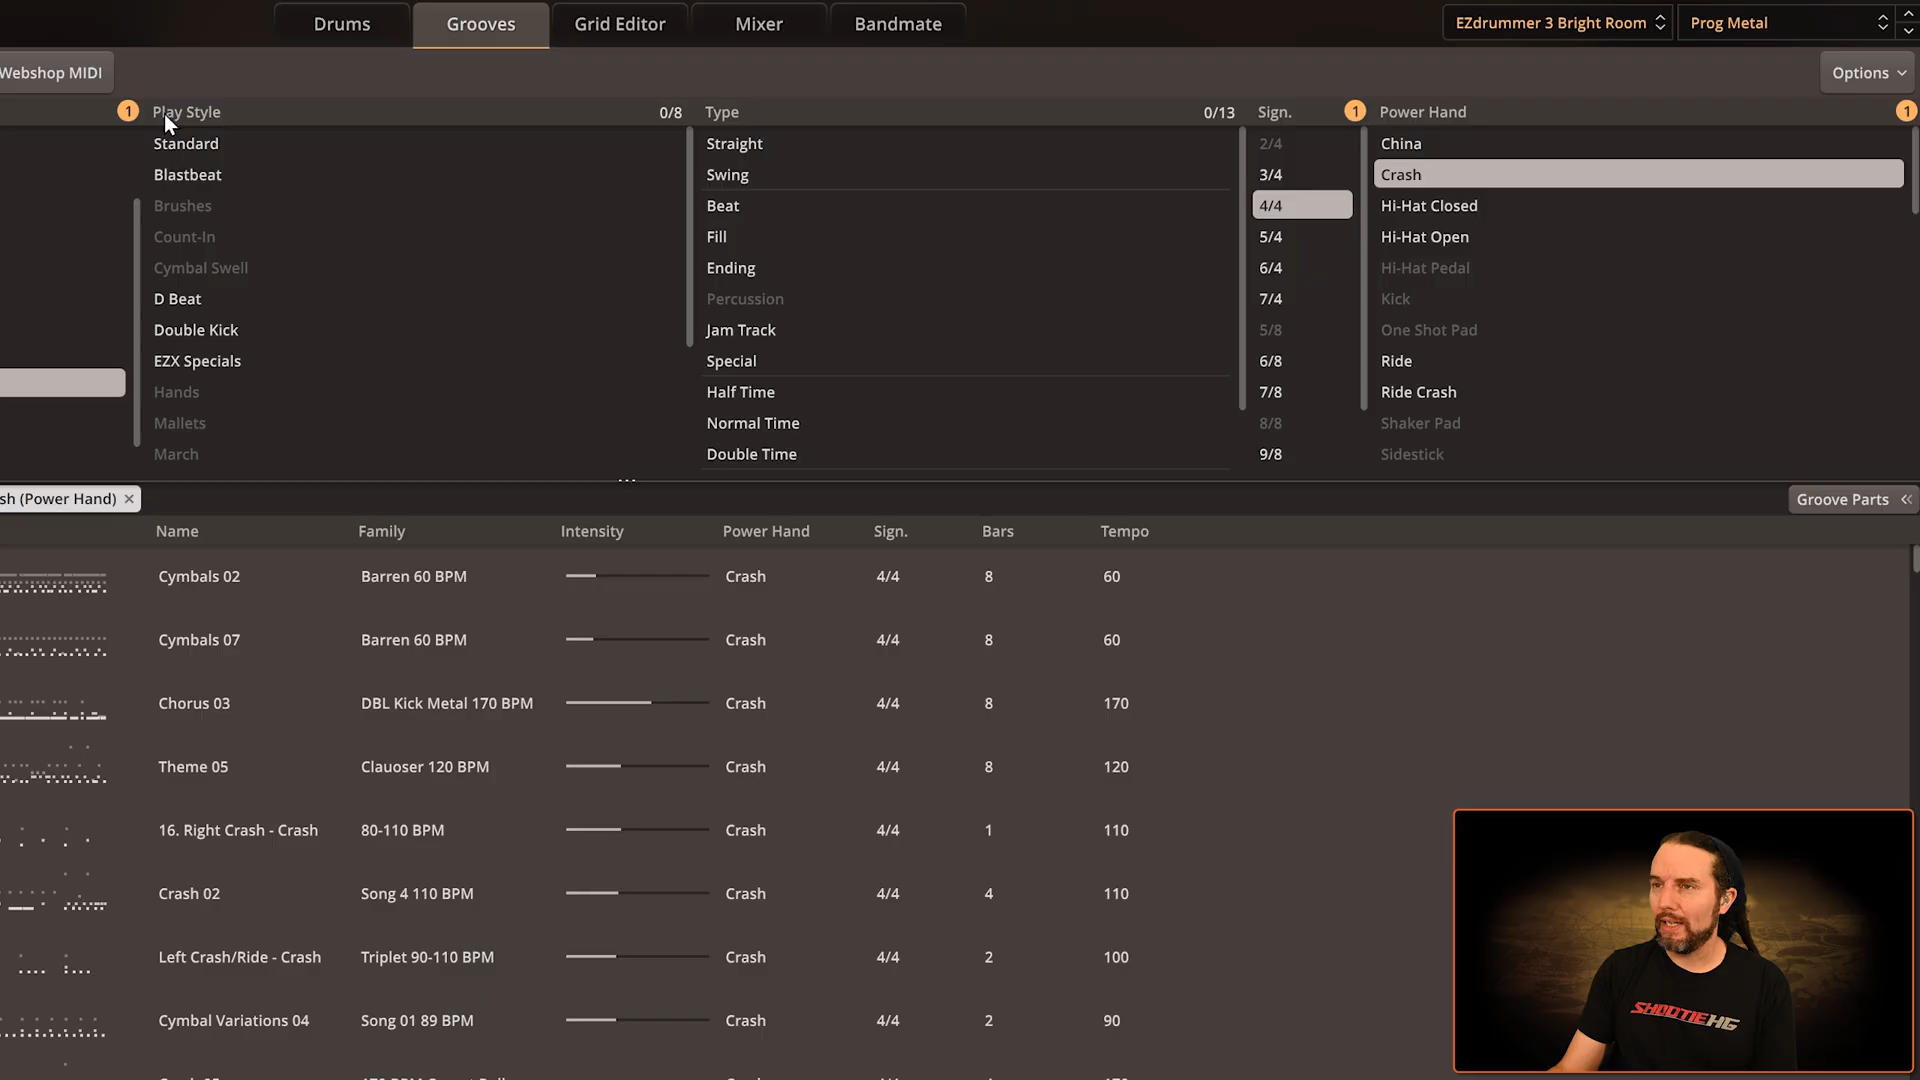 Drums Grooves Grid Editor Mixer Bandmate EZdrummer 3 Bright Room Prog Metal
Webshop MIDI Options
1 Play Style 0/8 Type 0/13 Sign. 1 Power Hand 1
Standard Straight 2/4 China
Blastbeat Swing 3/4 Crash
Brushes Beat 4/4 Hi-Hat Closed
Count-In Fill 5/4 Hi-Hat Open
Cymbal Swell Ending 6/4 Hi-Hat Pedal
D Beat Percussion 7/4 Kick
Double Kick Jam Track 5/8 One Shot Pad
EZX Specials Special 6/8 Ride
Hands Half Time 7/8 Ride Crash
Mallets Normal Time 8/8 Shaker Pad
March Double Time 9/8 Sidestick
sh (Power Hand) Groove Parts
Name Family Intensity Power Hand Sign. Bars Tempo
Cymbals 02 Barren 60 BPM Crash 4/4 8 60
Cymbals 07 Barren 60 BPM Crash 4/4 8 60
Chorus 03 DBL Kick Metal 170 BPM Crash 4/4 8 170
Theme 05 Clauoser 120 BPM Crash 4/4 8 120
16. Right Crash - Crash 80-110 BPM Crash 4/4 1 110
Crash 02 Song 4 110 BPM Crash 4/4 4 110
Left Crash/Ride - Crash Triplet 90-110 BPM Crash 4/4 2 100
Cymbal Variations 04 Song 01 89 BPM Crash 4/4 2 90
SHOOTIEHG